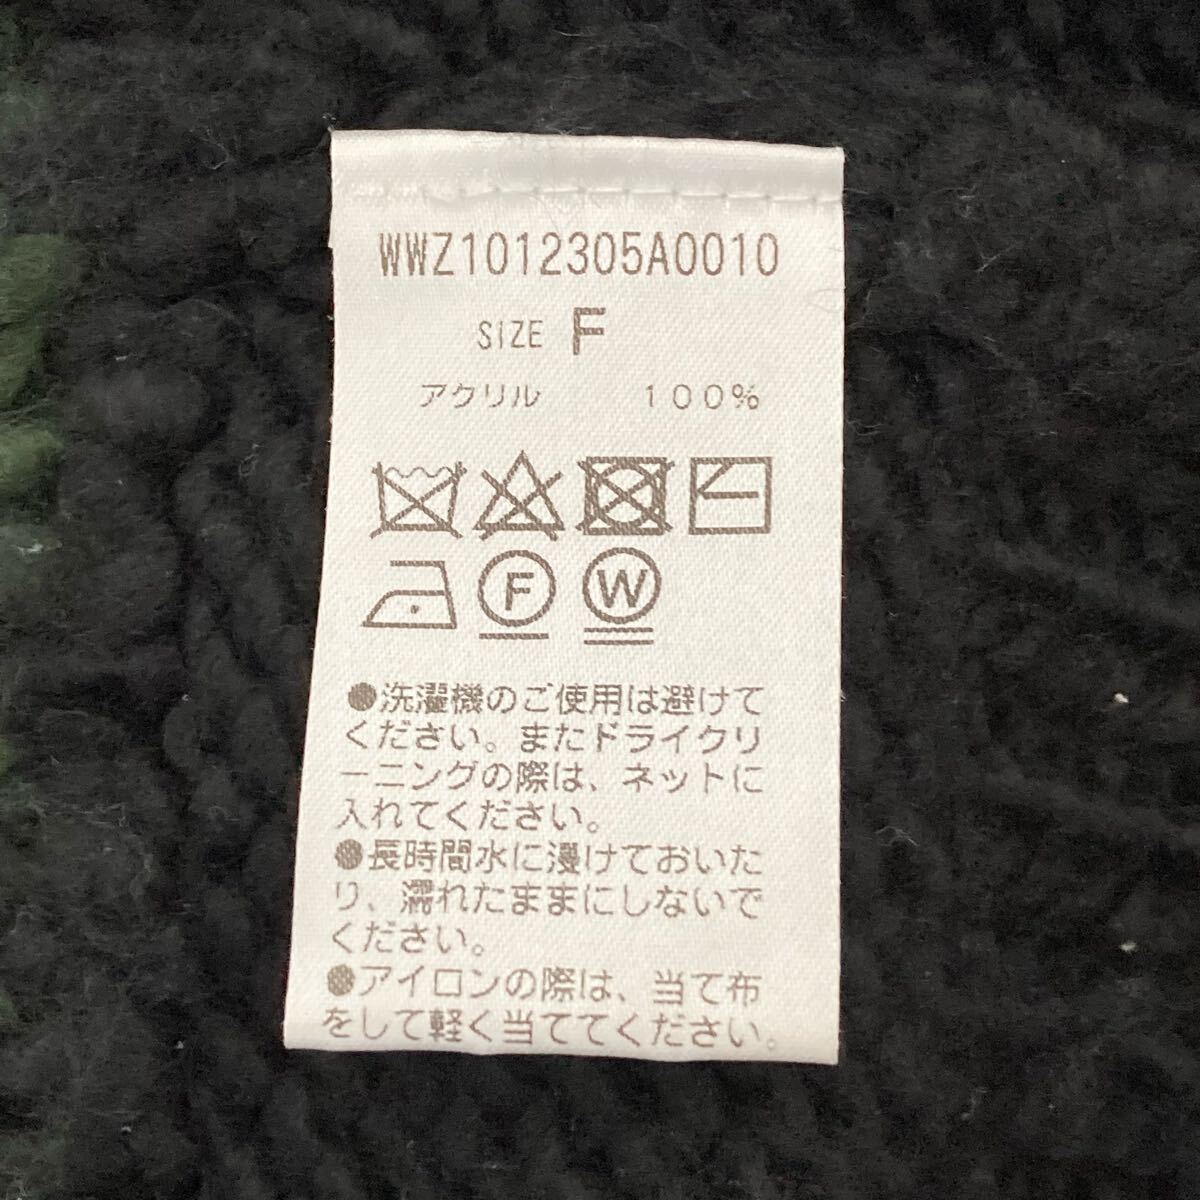 WWZ1012305A0010
SIZE F
アクリル 100%
F W
●洗濯機のご使用は避けて
ください。またドライクリ
ーニングの際は、ネットに
入れてください。
●長時間水に浸けておいた
り、濡れたままにしないで
ください。
●アイロンの際は、当て布
をして軽く当ててください。